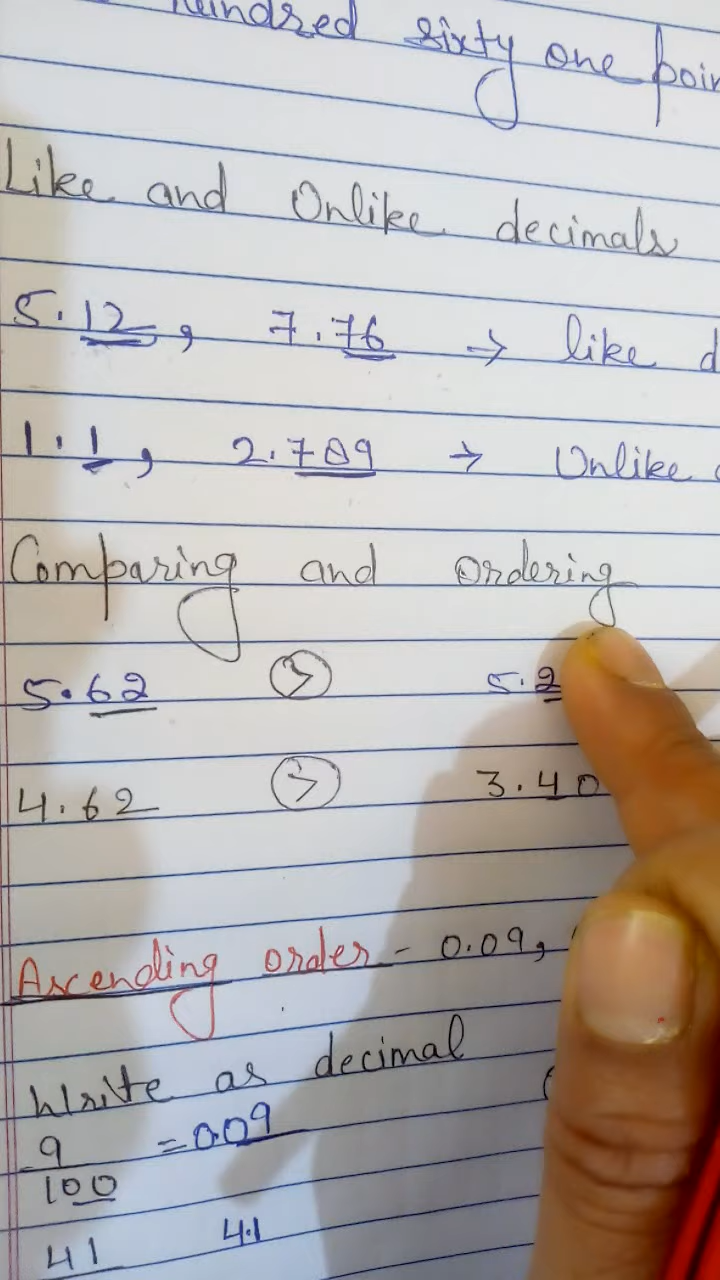 hundred sixty one poin
Like and Unlike decimals
5.12, 7.76 → like d
1.1, 2.789 → Unlike
Comparing and Ordering
5.62 > 5.2
4.62 > 3.40
Ascending order - 0.09,
Write as decimal
9/100 = 0.09
41 4.1